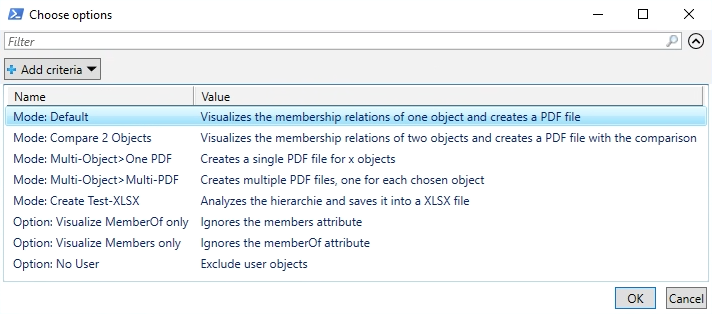 Choose options
Filter
Add criteria
Name Value
Mode: Default Visualizes the membership relations of one object and creates a PDF file
Mode: Compare 2 Objects Visualizes the membership relations of two objects and creates a PDF file with the comparison
Mode: Multi-Object>One PDF Creates a single PDF file for x objects
Mode: Multi-Object>Multi-PDF Creates multiple PDF files, one for each chosen object
Mode: Create Test-XLSX Analyzes the hierarchie and saves it into a XLSX file
Option: Visualize MemberOf only Ignores the members attribute
Option: Visualize Members only Ignores the memberOf attribute
Option: No User Exclude user objects
OK Cancel